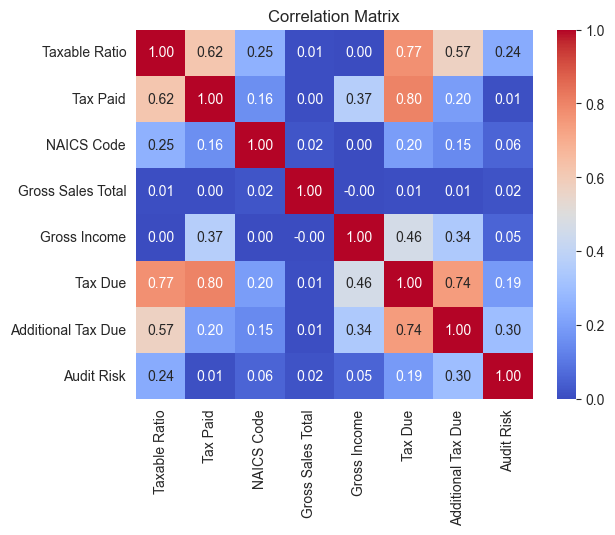 Correlation Matrix
Taxable Ratio 1.00 0.62 0.25 0.01 0.00 0.77 0.57 0.24
Tax Paid 0.62 1.00 0.16 0.00 0.37 0.80 0.20 0.01
NAICS Code 0.25 0.16 1.00 0.02 0.00 0.20 0.15 0.06
Gross Sales Total 0.01 0.00 0.02 1.00 -0.00 0.01 0.01 0.02
Gross Income 0.00 0.37 0.00 -0.00 1.00 0.46 0.34 0.05
Tax Due 0.77 0.80 0.20 0.01 0.46 1.00 0.74 0.19
Additional Tax Due 0.57 0.20 0.15 0.01 0.34 0.74 1.00 0.30
Audit Risk 0.24 0.01 0.06 0.02 0.05 0.19 0.30 1.00
Taxable Ratio
Tax Paid
NAICS Code
Gross Sales Total
Gross Income
Tax Due
Additional Tax Due
Audit Risk
1.0
0.8
0.6
0.4
0.2
0.0